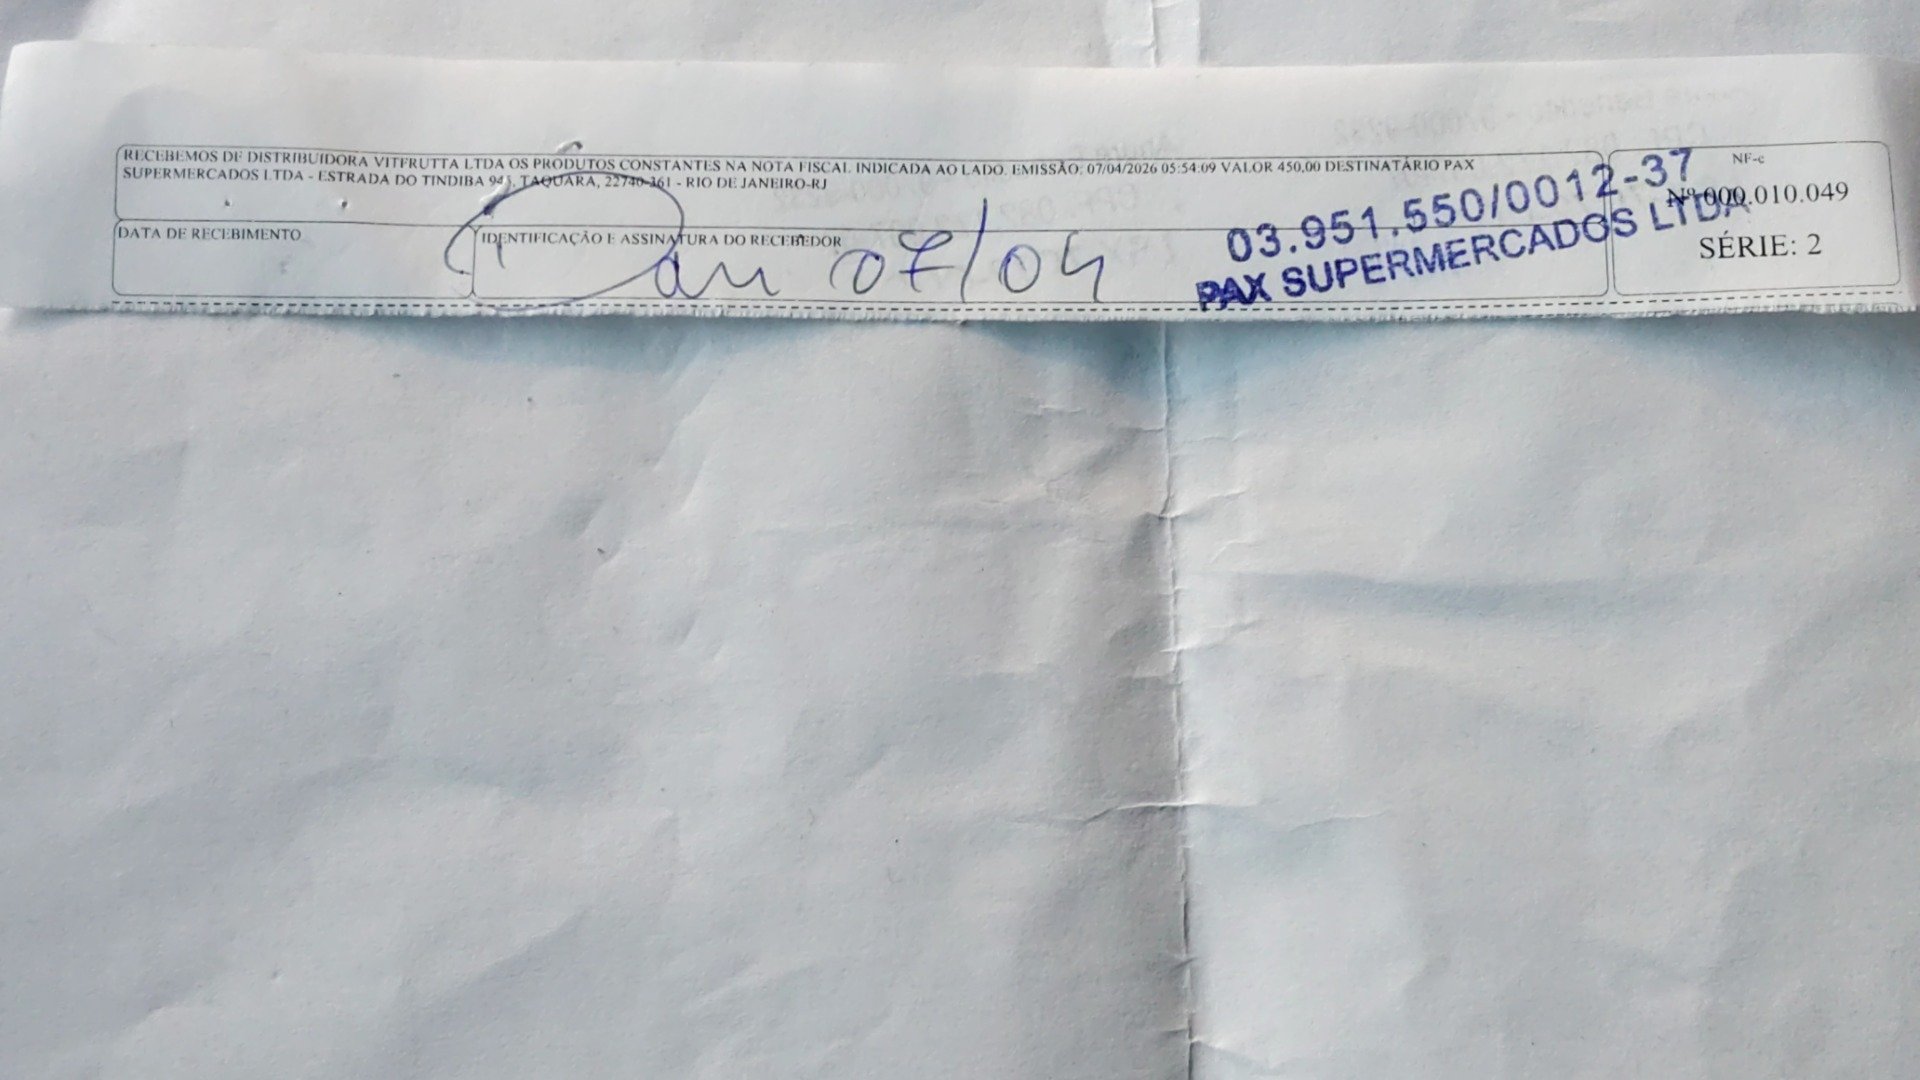 RECEBEMOS DE DISTRIBUIDORA VITFRUTTA LTDA OS PRODUTOS CONSTANTES NA NOTA FISCAL INDICADA AO LADO. EMISSÃO: 07/04/2026 05:54:09 VALOR 450,00 DESTINATÁRIO PAX
SUPERMERCADOS LTDA - ESTRADA DO TINDIBA 945, TAQUARA, 22740-361 - RIO DE JANEIRO-RJ
NF-e
Nº 000.010.049
SÉRIE: 2
DATA DE RECEBIMENTO
IDENTIFICAÇÃO E ASSINATURA DO RECEBEDOR
07/04
03.951.550/0012-37
PAX SUPERMERCADOS LTDA